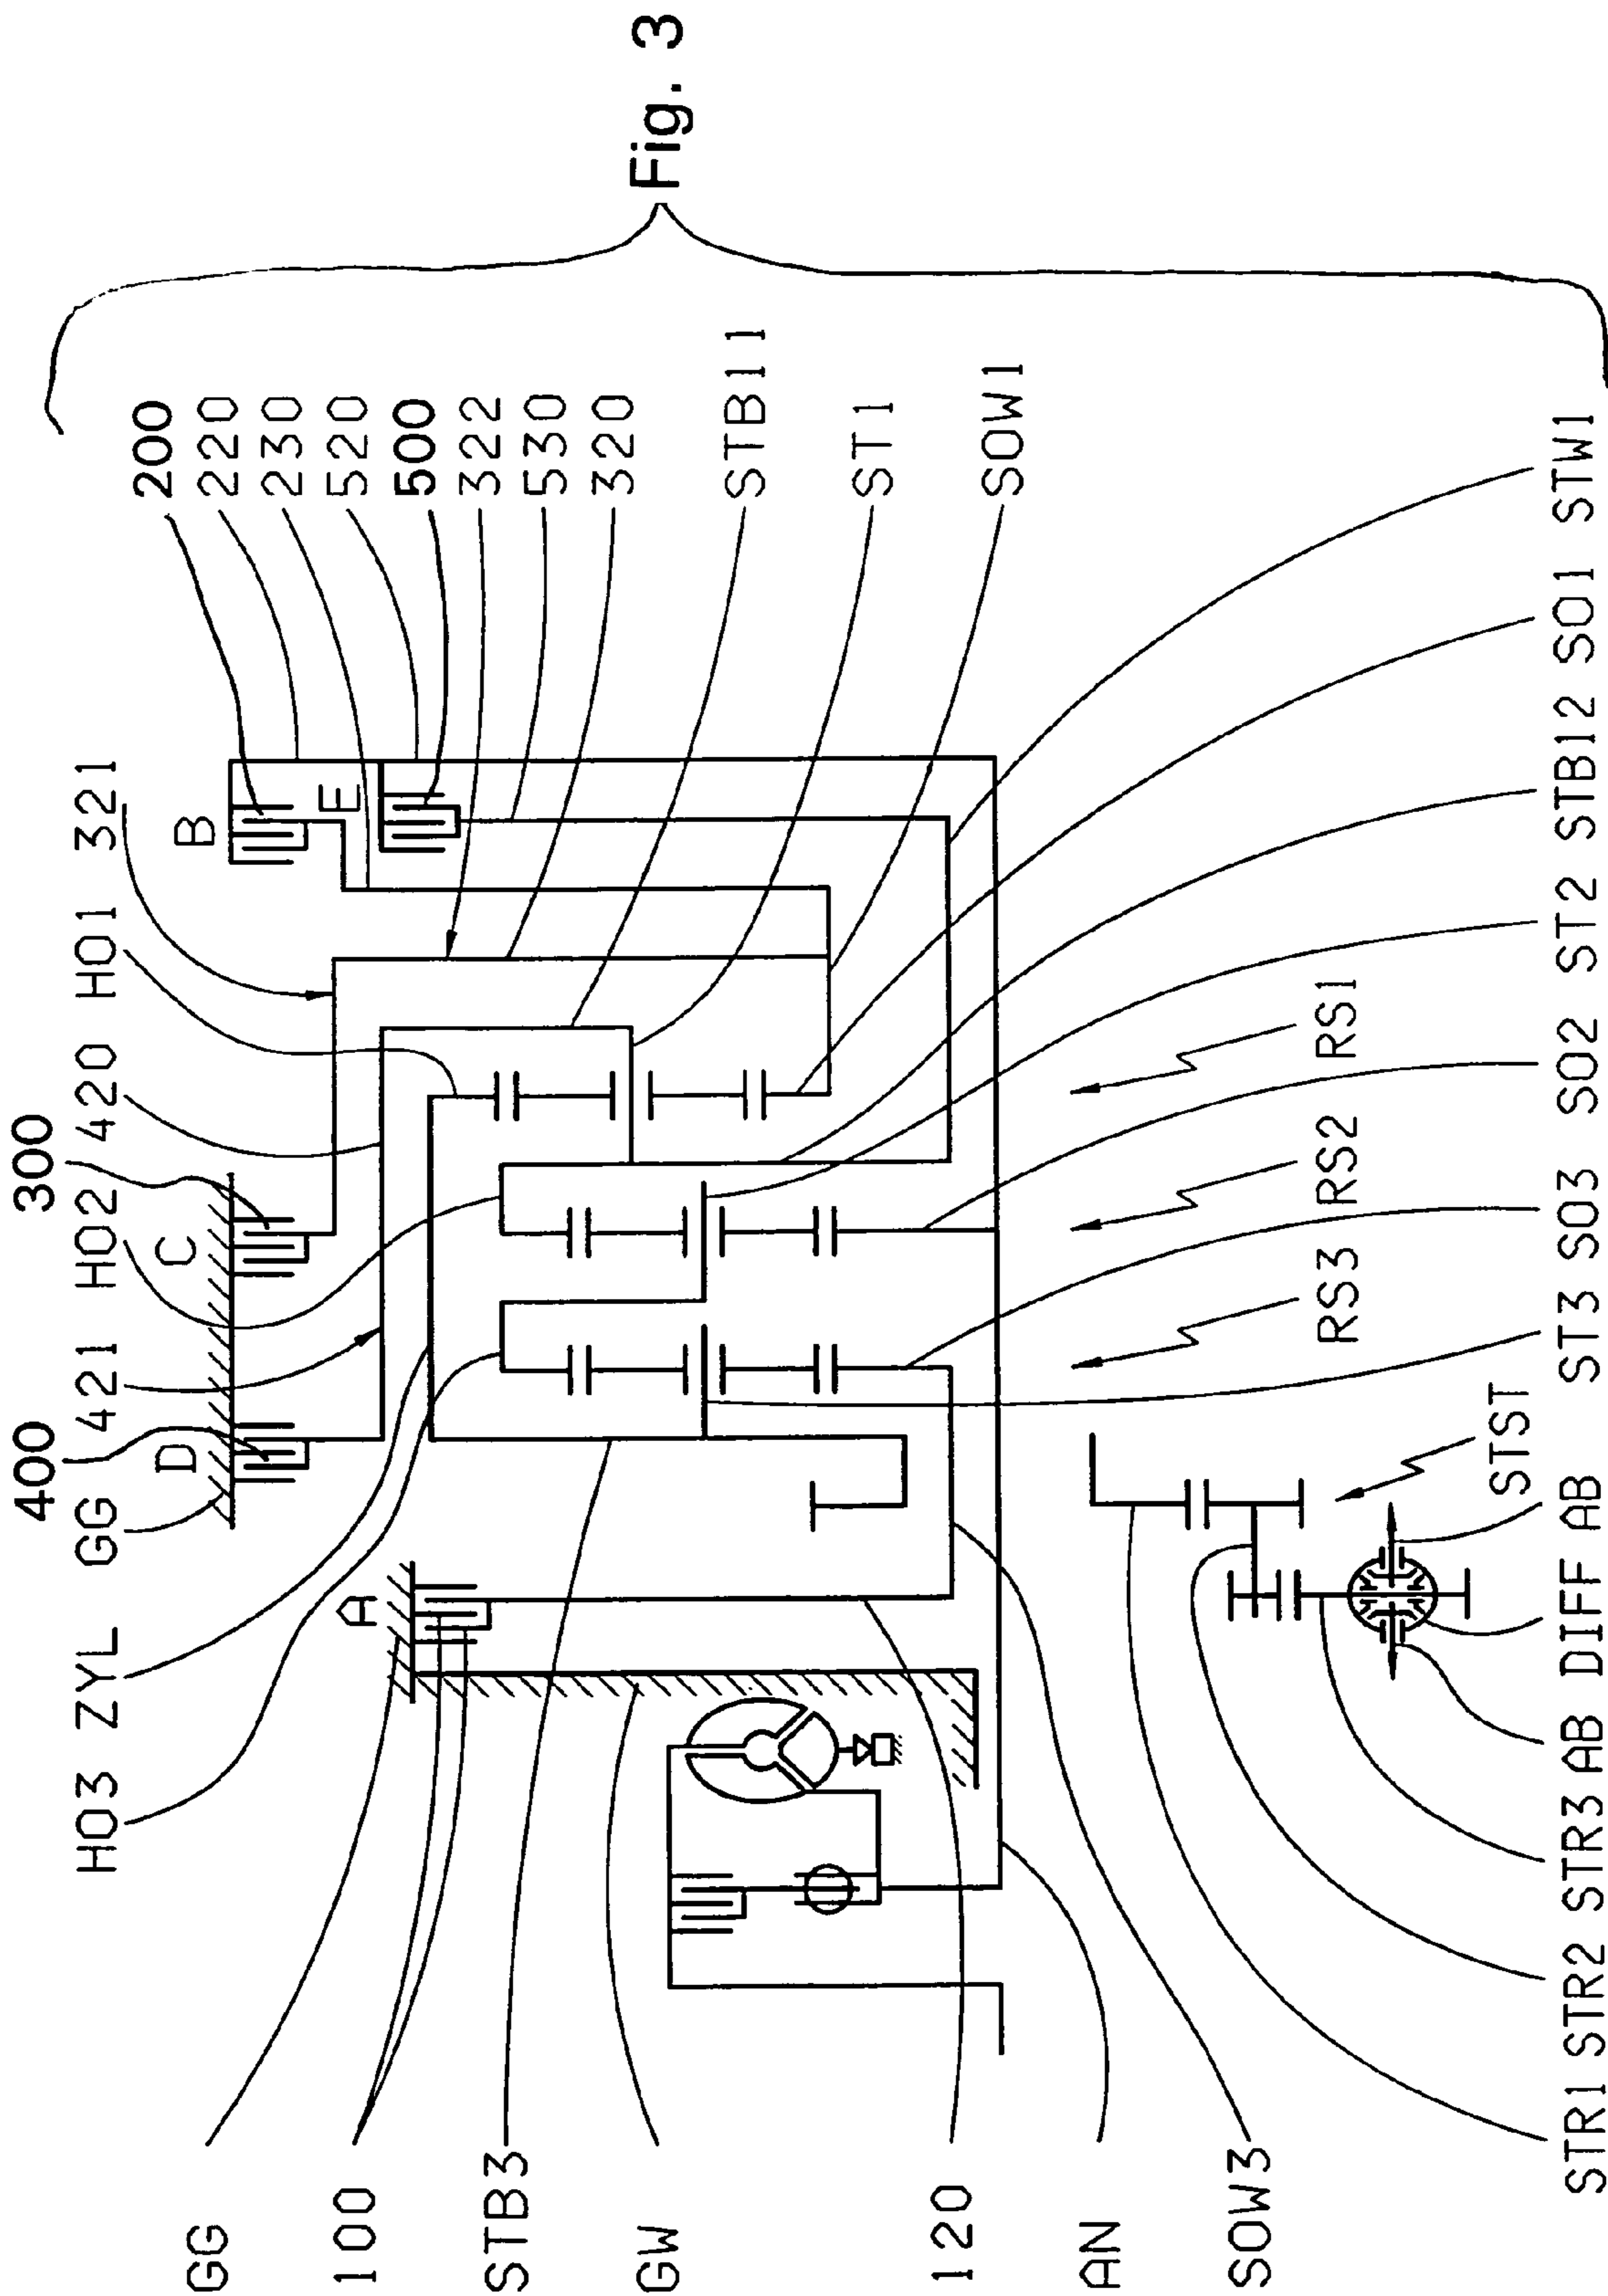 Fig. 3
300
400
GG
421
HO2
420
HO1
321
HO3
ZYL
D
C
B
E
A
200
220
230
520
500
322
530
320
STB11
ST1
SOW1
GG
100
STB3
GW
120
AN
SOW3
RS3
RS2
RS1
STST
STR1
STR2
STR3
AB
DIFF
AB
ST3
SO3
SO2
ST2
STB12
SO1
STW1